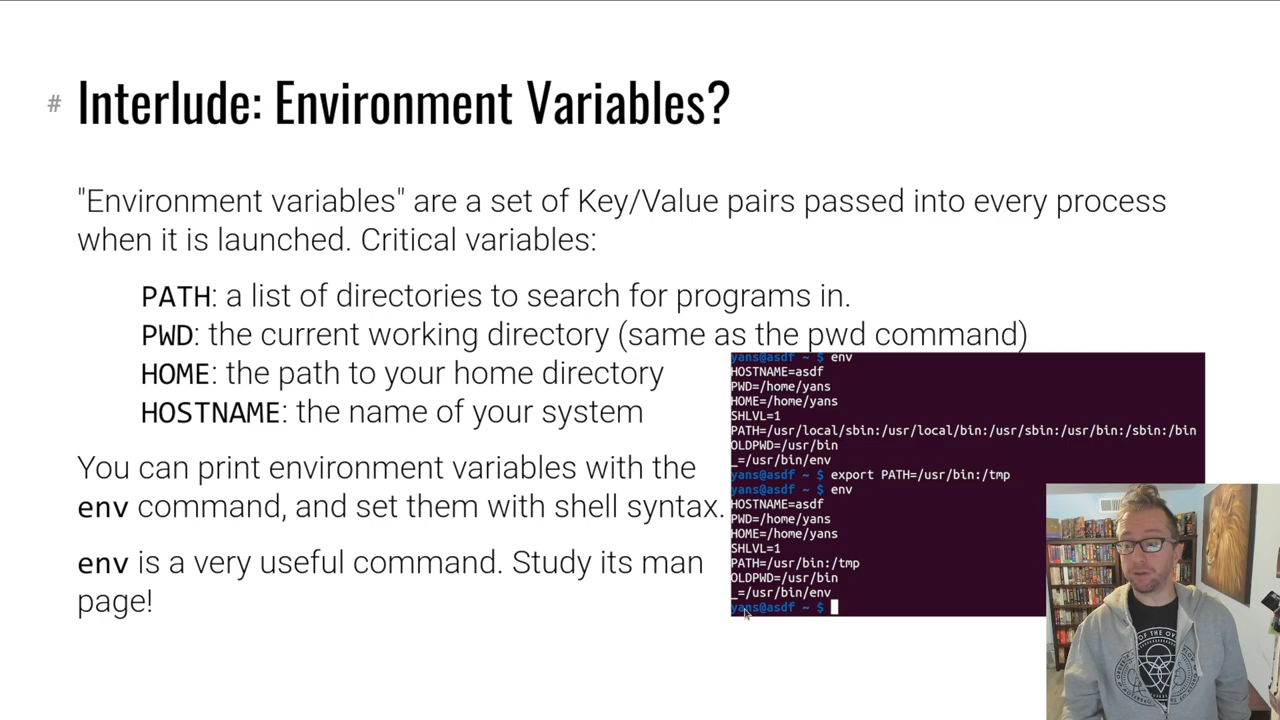 # Interlude: Environment Variables?
"Environment variables" are a set of Key/Value pairs passed into every process
when it is launched. Critical variables:
PATH: a list of directories to search for programs in.
PWD: the current working directory (same as the pwd command)
HOME: the path to your home directory
HOSTNAME: the name of your system
You can print environment variables with the
env command, and set them with shell syntax.
env is a very useful command. Study its man
page!
yans@asdf ~ $ env
HOSTNAME=asdf
PWD=/home/yans
HOME=/home/yans
SHLVL=1
PATH=/usr/local/sbin:/usr/local/bin:/usr/sbin:/usr/bin:/sbin:/bin
OLDPWD=/usr/bin
_=/usr/bin/env
yans@asdf ~ $ export PATH=/usr/bin:/tmp
yans@asdf ~ $ env
HOSTNAME=asdf
PWD=/home/yans
HOME=/home/yans
SHLVL=1
PATH=/usr/bin:/tmp
OLDPWD=/usr/bin
_=/usr/bin/env
yans@asdf ~ $
OF THE OV